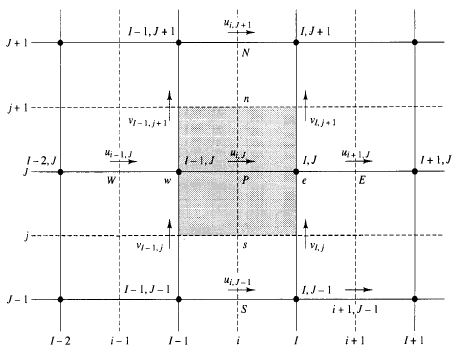 u_{i,J+1}
I−1, J+1 I, J+1
J+1
N
n
j+1
v_{I−1, j+1} v_{I, j+1}
I−2, J u_{i−1, J} i−1, J u_{i,J} I, J u_{i+1, J} I+1, J
J
W w P e E
j
v_{I−1, j} s v_{I, j}
I−1, J−1 u_{i,J−1} I, J−1
J−1
S i+1, J−1
I−2 i−1 I−1 i I i+1 I+1